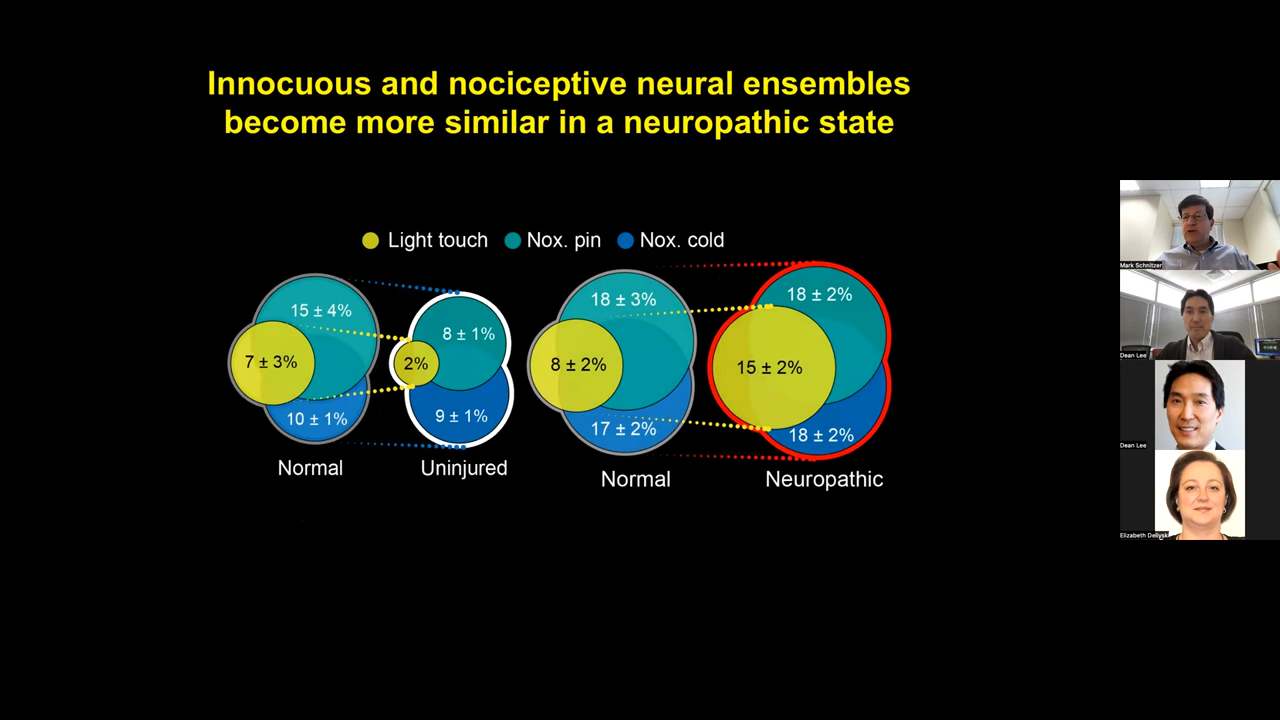 Innocuous and nociceptive neural ensembles
become more similar in a neuropathic state
Light touch
Nox. pin
Nox. cold
15 ± 4%
7 ± 3%
10 ± 1%
Normal
8 ± 1%
2%
9 ± 1%
Uninjured
18 ± 3%
8 ± 2%
17 ± 2%
Normal
18 ± 2%
15 ± 2%
18 ± 2%
Neuropathic
Mark Schnitzer
Dean Lee
Dean Lee
Elizabeth